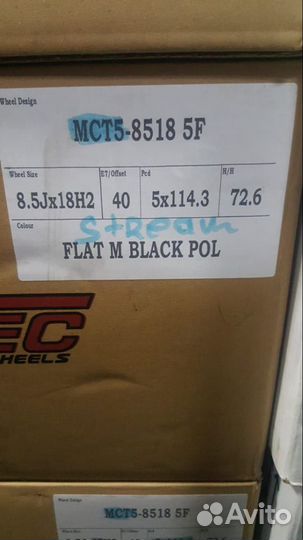 Wheel Design
MCT5-8518 5F
Wheel Size ET/Offset Pcd H/H
8.5Jx18H2 40 5x114.3 72.6
Colour
Stream
FLAT M BLACK POL
EC
HEELS
Wheel Design
MCT5-8518 5F
Avito